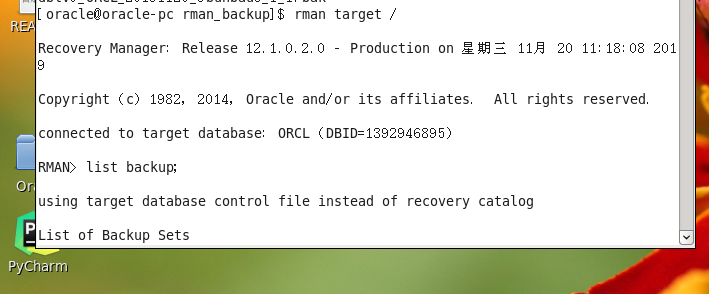 [oracle@oracle-pc rman_backup]$ rman target /
REA
Recovery Manager: Release 12.1.0.2.0 - Production on 星期三 11月 20 11:18:08 201
9
Copyright (c) 1982, 2014, Oracle and/or its affiliates.  All rights reserved.
connected to target database: ORCL (DBID=1392946895)
RMAN> list backup;
Ora
using target database control file instead of recovery catalog
List of Backup Sets
PyCharm